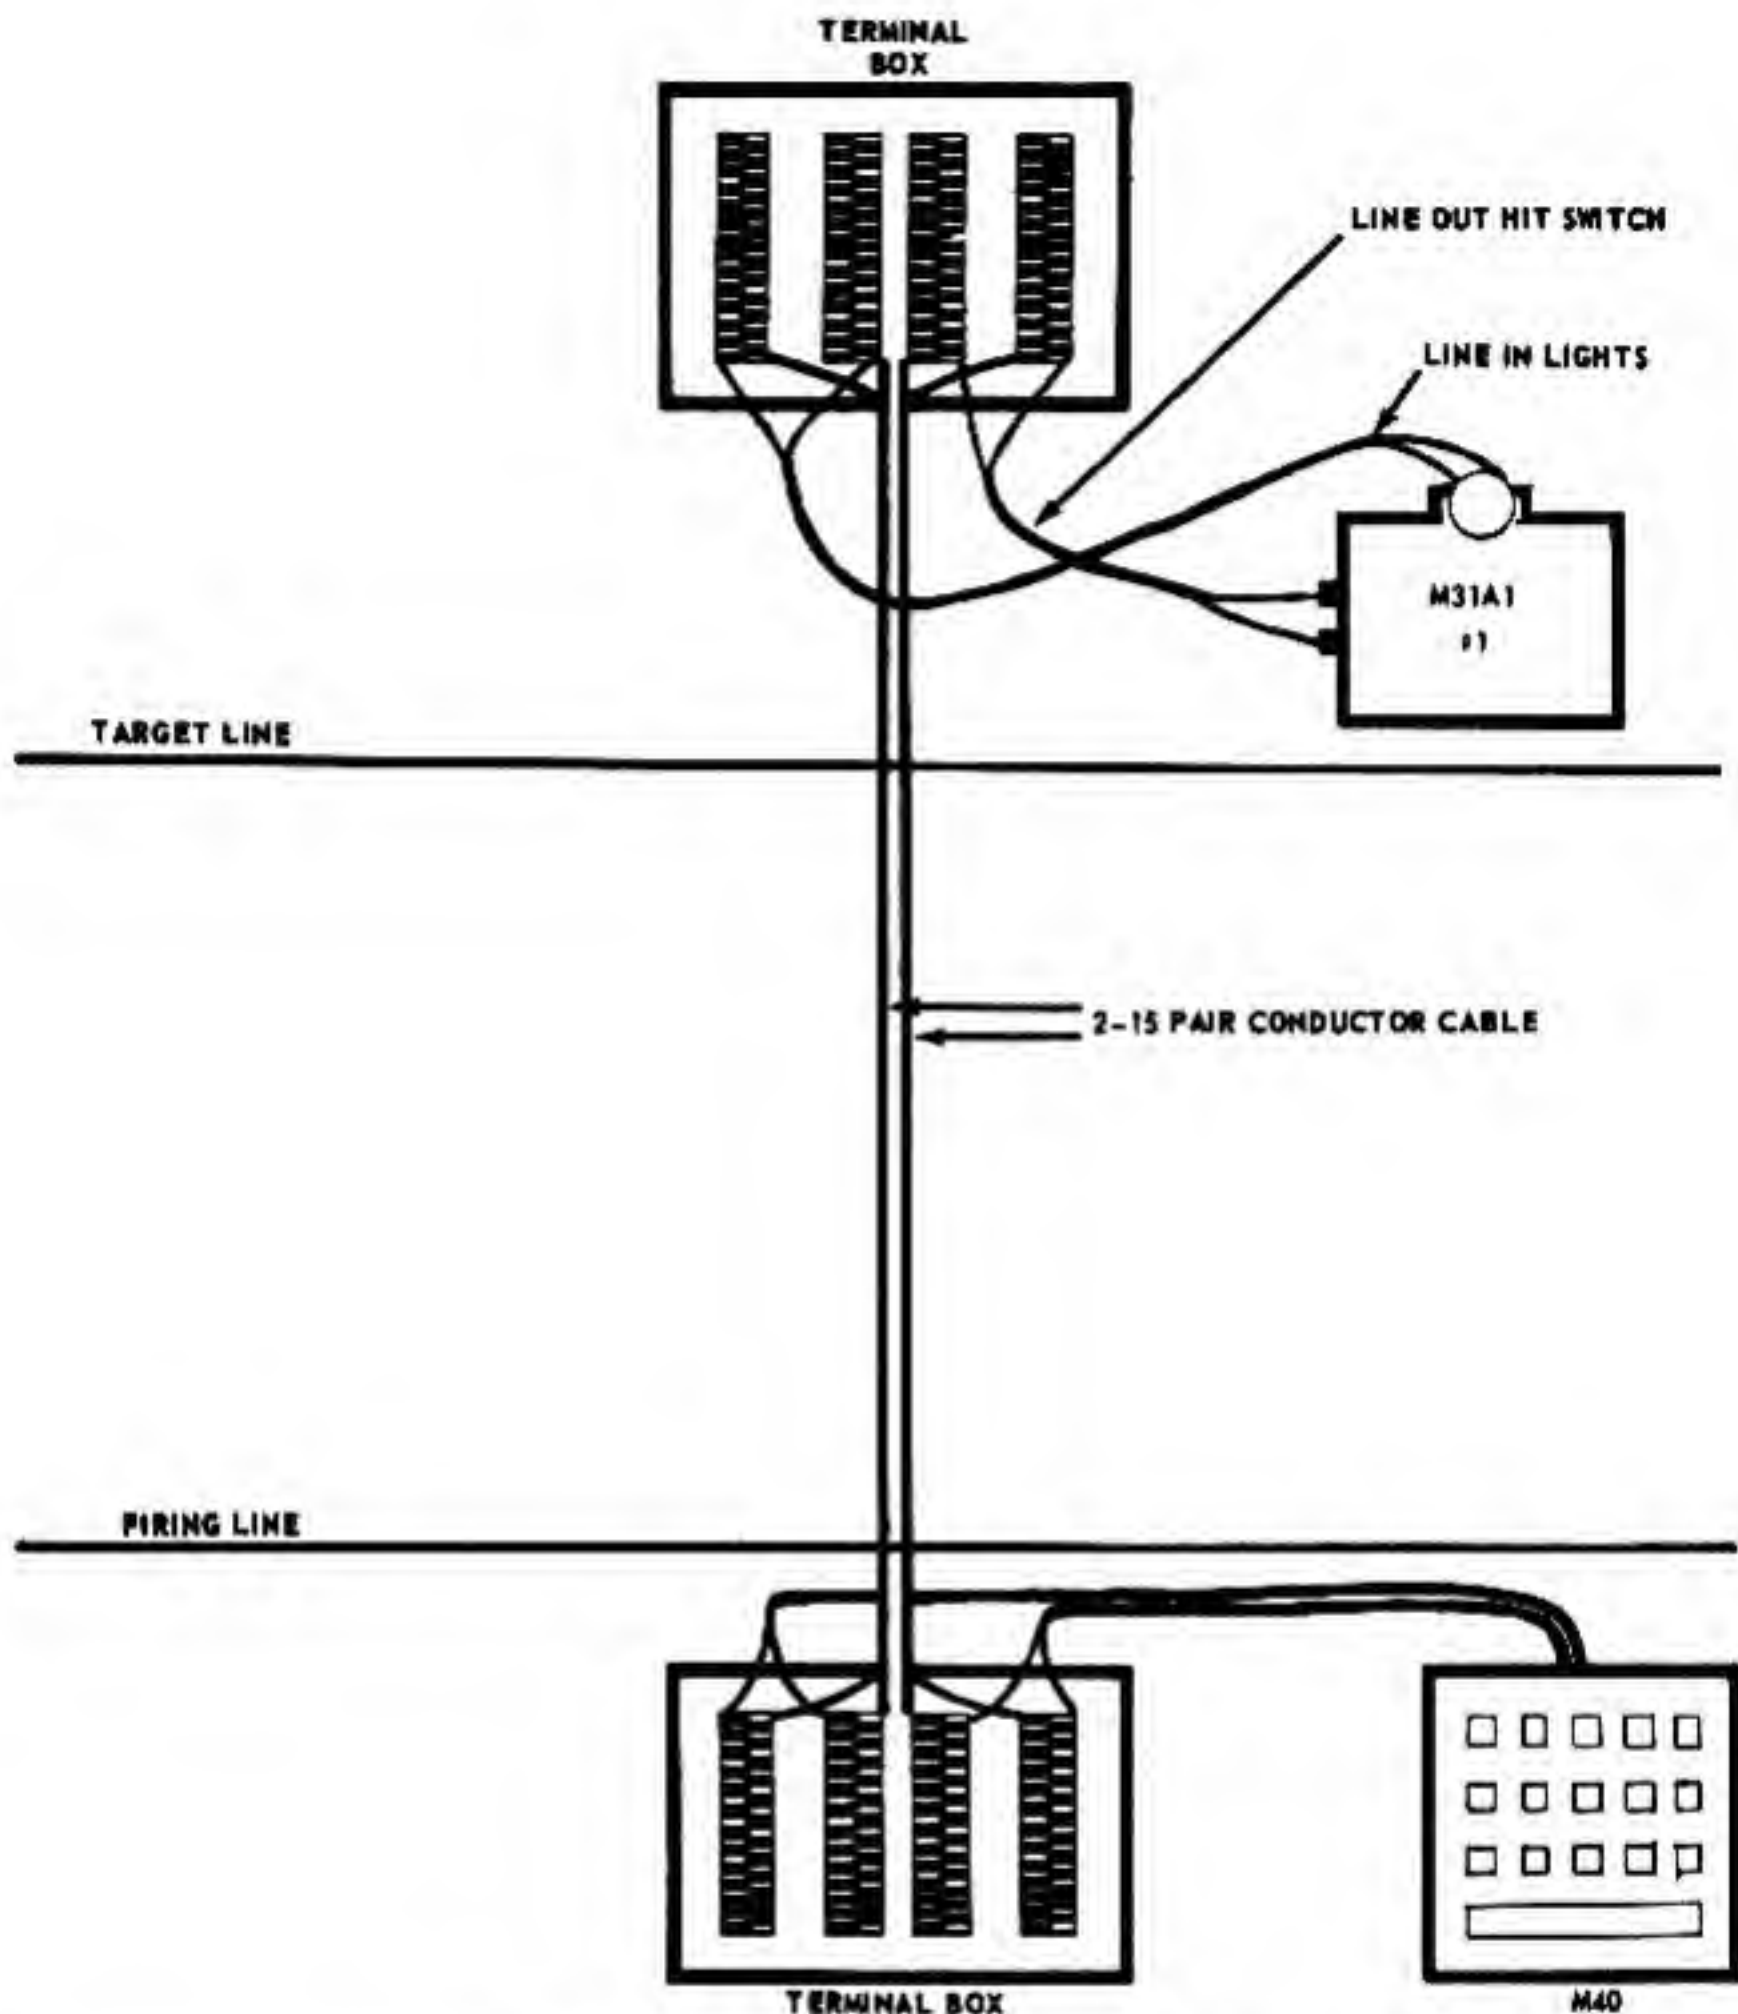 TERMINAL
BOX
LINE OUT HIT SWITCH
LINE IN LIGHTS
M31A1
#1
TARGET LINE
2-15 PAIR CONDUCTOR CABLE
FIRING LINE
TERMINAL BOX
M40